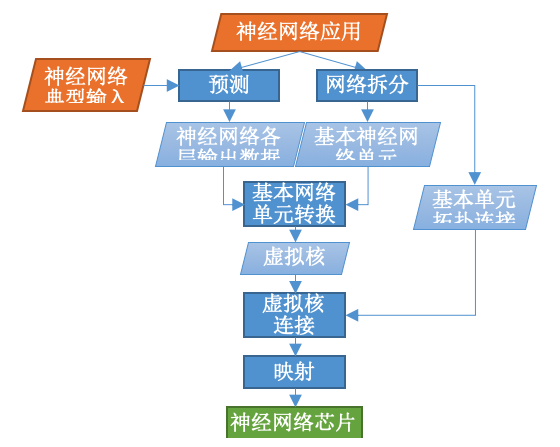 神经网络应用
神经网络
典型输入
预测
网络拆分
神经网络各
层输出数据
基本神经网
络单元
基本网络
单元转换
基本单元
拓扑连接
虚拟核
虚拟核
连接
映射
神经网络芯片